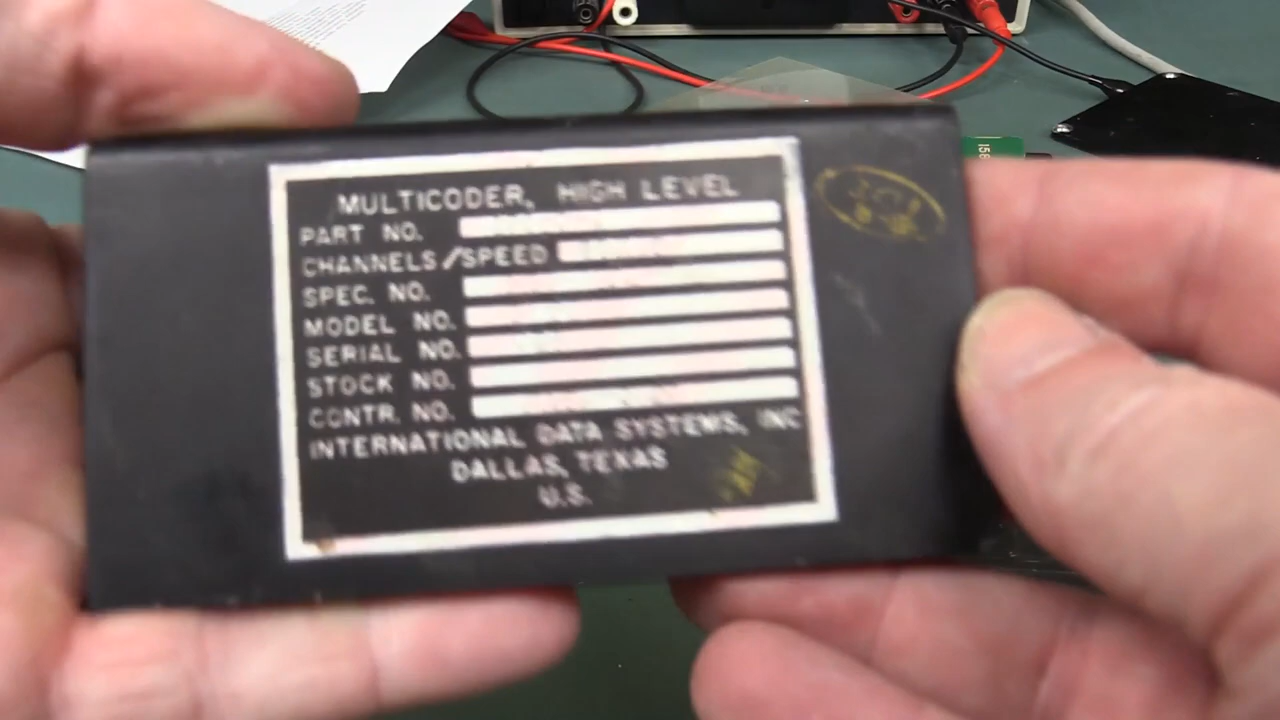 MULTICODER, HIGH LEVEL
PART NO.
CHANNELS/SPEED
SPEC. NO.
MODEL NO.
SERIAL NO.
STOCK NO.
CONTR. NO.
INTERNATIONAL DATA SYSTEMS, INC
DALLAS, TEXAS
U.S.